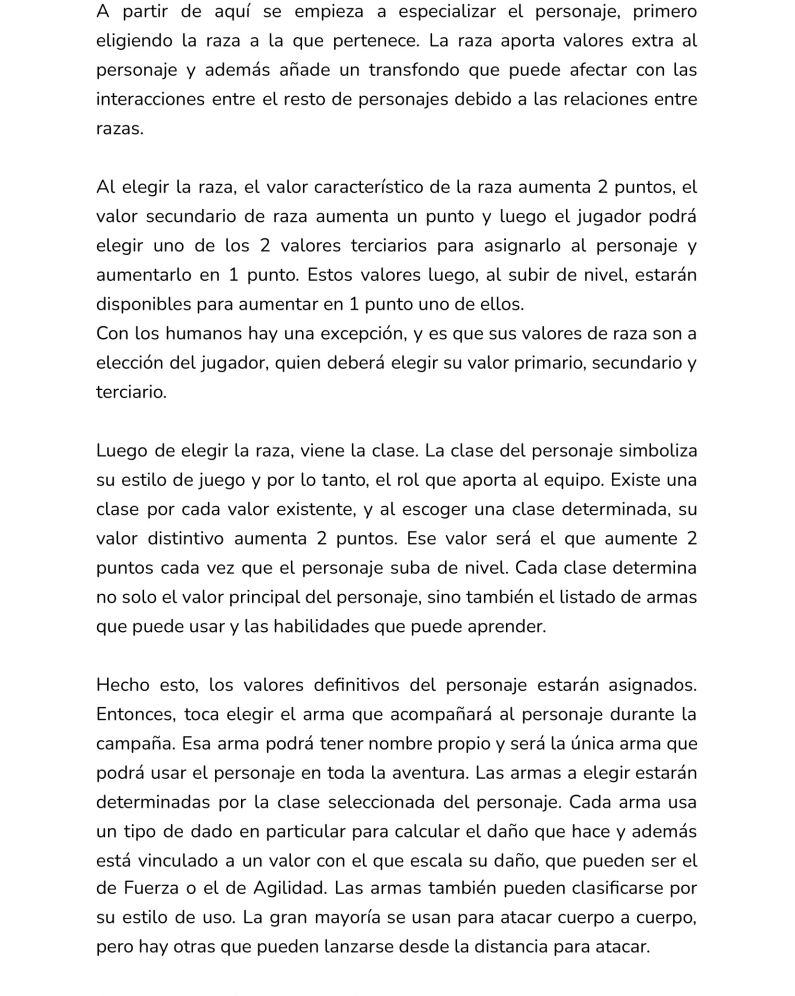 A partir de aquí se empieza a especializar el personaje, primero
eligiendo la raza a la que pertenece. La raza aporta valores extra al
personaje y además añade un transfondo que puede afectar con las
interacciones entre el resto de personajes debido a las relaciones entre
razas.
Al elegir la raza, el valor característico de la raza aumenta 2 puntos, el
valor secundario de raza aumenta un punto y luego el jugador podrá
elegir uno de los 2 valores terciarios para asignarlo al personaje y
aumentarlo en 1 punto. Estos valores luego, al subir de nivel, estarán
disponibles para aumentar en 1 punto uno de ellos.
Con los humanos hay una excepción, y es que sus valores de raza son a
elección del jugador, quien deberá elegir su valor primario, secundario y
terciario.
Luego de elegir la raza, viene la clase. La clase del personaje simboliza
su estilo de juego y por lo tanto, el rol que aporta al equipo. Existe una
clase por cada valor existente, y al escoger una clase determinada, su
valor distintivo aumenta 2 puntos. Ese valor será el que aumente 2
puntos cada vez que el personaje suba de nivel. Cada clase determina
no solo el valor principal del personaje, sino también el listado de armas
que puede usar y las habilidades que puede aprender.
Hecho esto, los valores definitivos del personaje estarán asignados.
Entonces, toca elegir el arma que acompañará al personaje durante la
campaña. Esa arma podrá tener nombre propio y será la única arma que
podrá usar el personaje en toda la aventura. Las armas a elegir estarán
determinadas por la clase seleccionada del personaje. Cada arma usa
un tipo de dado en particular para calcular el daño que hace y además
está vinculado a un valor con el que escala su daño, que pueden ser el
de Fuerza o el de Agilidad. Las armas también pueden clasificarse por
su estilo de uso. La gran mayoría se usan para atacar cuerpo a cuerpo,
pero hay otras que pueden lanzarse desde la distancia para atacar.